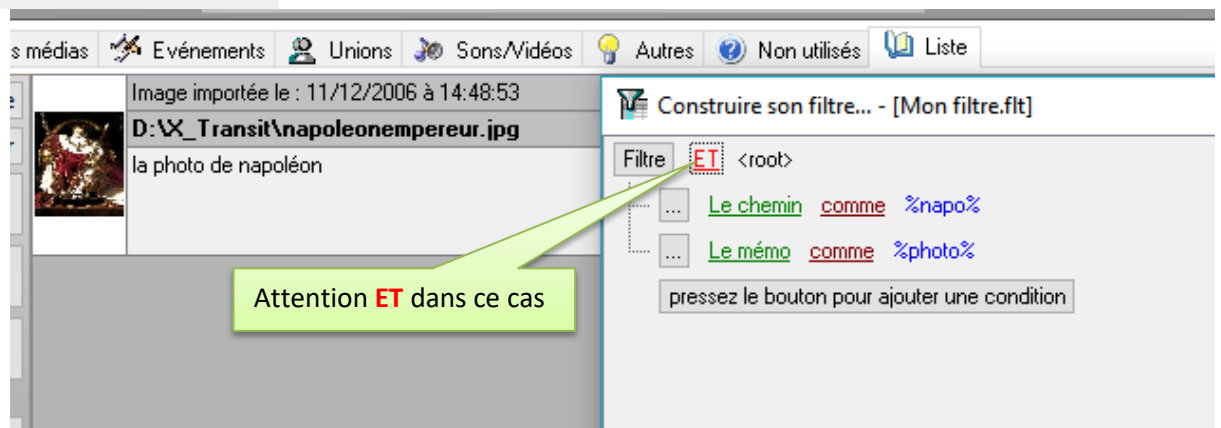 s médias Evénements Unions Sons/Vidéos Autres Non utilisés Liste
Image importée le : 11/12/2006 à 14:48:53
D:\X_Transit\napoleonempereur.jpg
la photo de napoléon
Construire son filtre... - [Mon filtre.flt]
Filtre ET <root>
... Le chemin comme %napo%
... Le mémo comme %photo%
pressez le bouton pour ajouter une condition
Attention ET dans ce cas